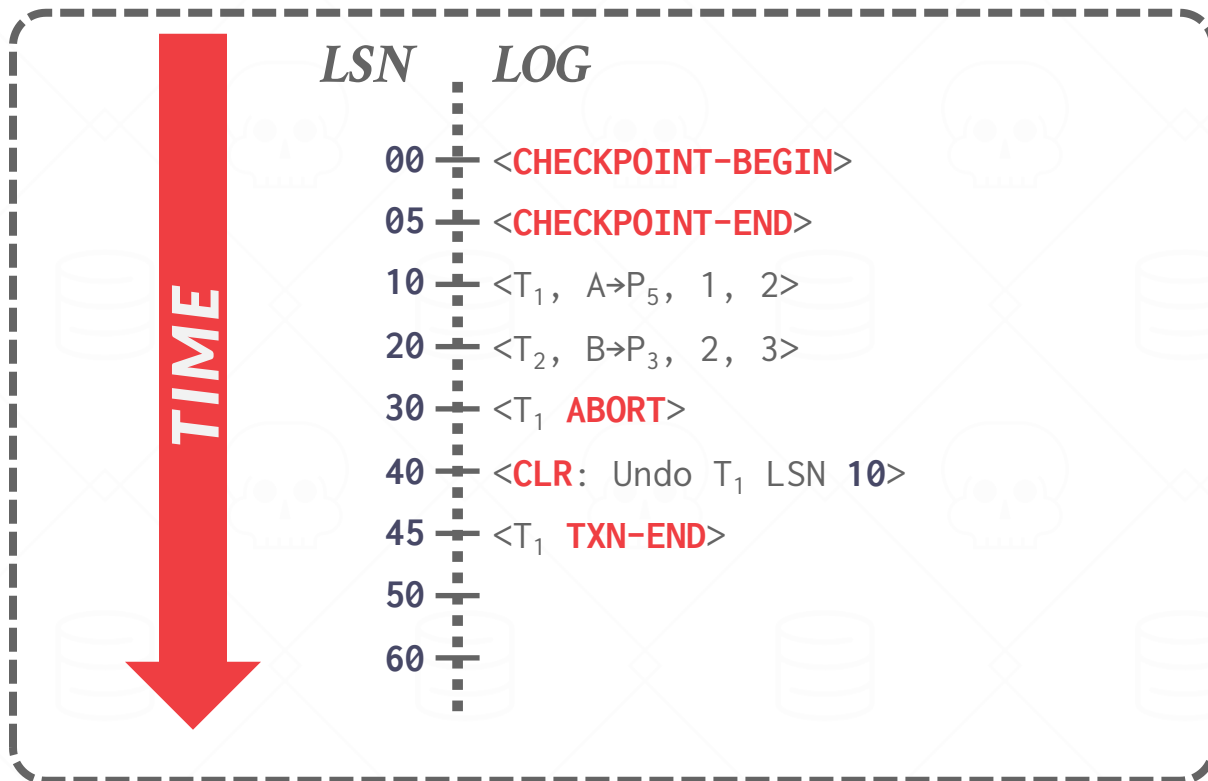 TIME
LSN LOG
00 <CHECKPOINT-BEGIN>
05 <CHECKPOINT-END>
10 <T₁, A→P₅, 1, 2>
20 <T₂, B→P₃, 2, 3>
30 <T₁ ABORT>
40 <CLR: Undo T₁ LSN 10>
45 <T₁ TXN-END>
50
60